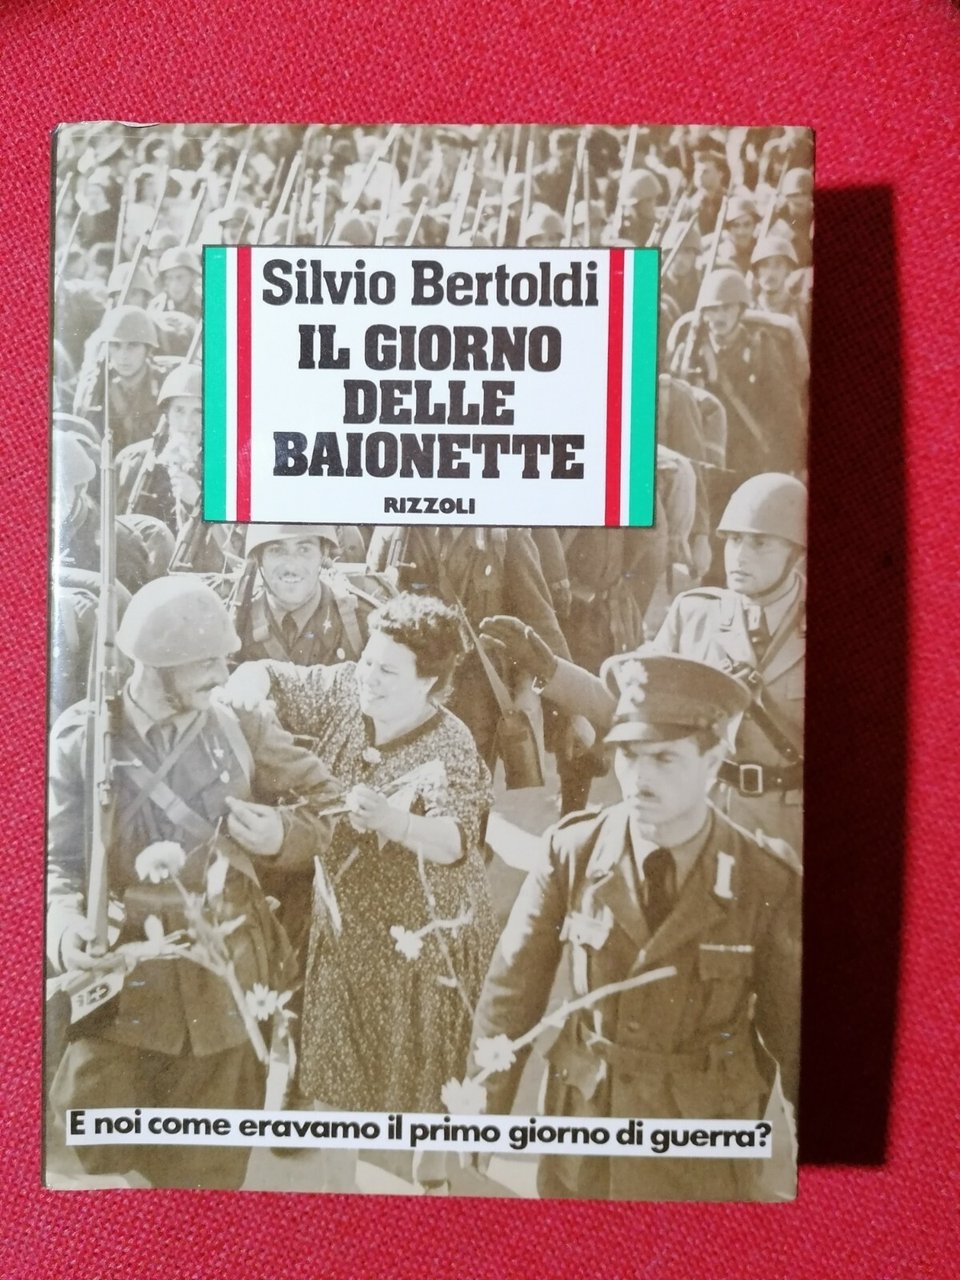 Silvio Bertoldi
IL GIORNO
DELLE
BAIONETTE
RIZZOLI
E noi come eravamo il primo giorno di guerra?